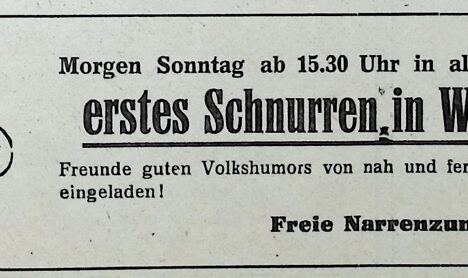 Morgen Sonntag ab 15.30 Uhr in al
erstes Schnurren in W
Freunde guten Volkshumors von nah und fer
eingeladen!
Freie Narrenzun